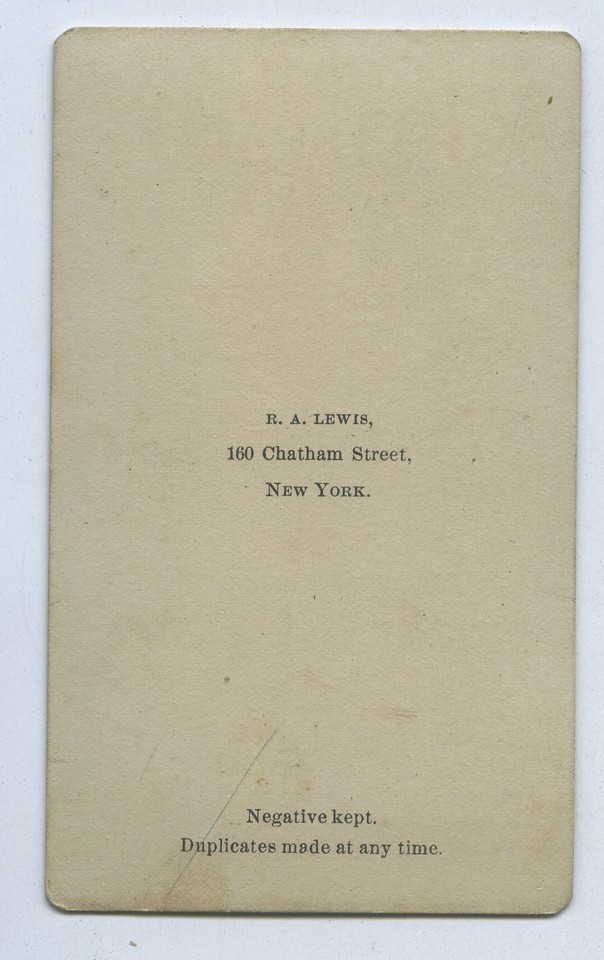 R. A. LEWIS,
160 Chatham Street,
NEW YORK.
Negative kept.
Duplicates made at any time.